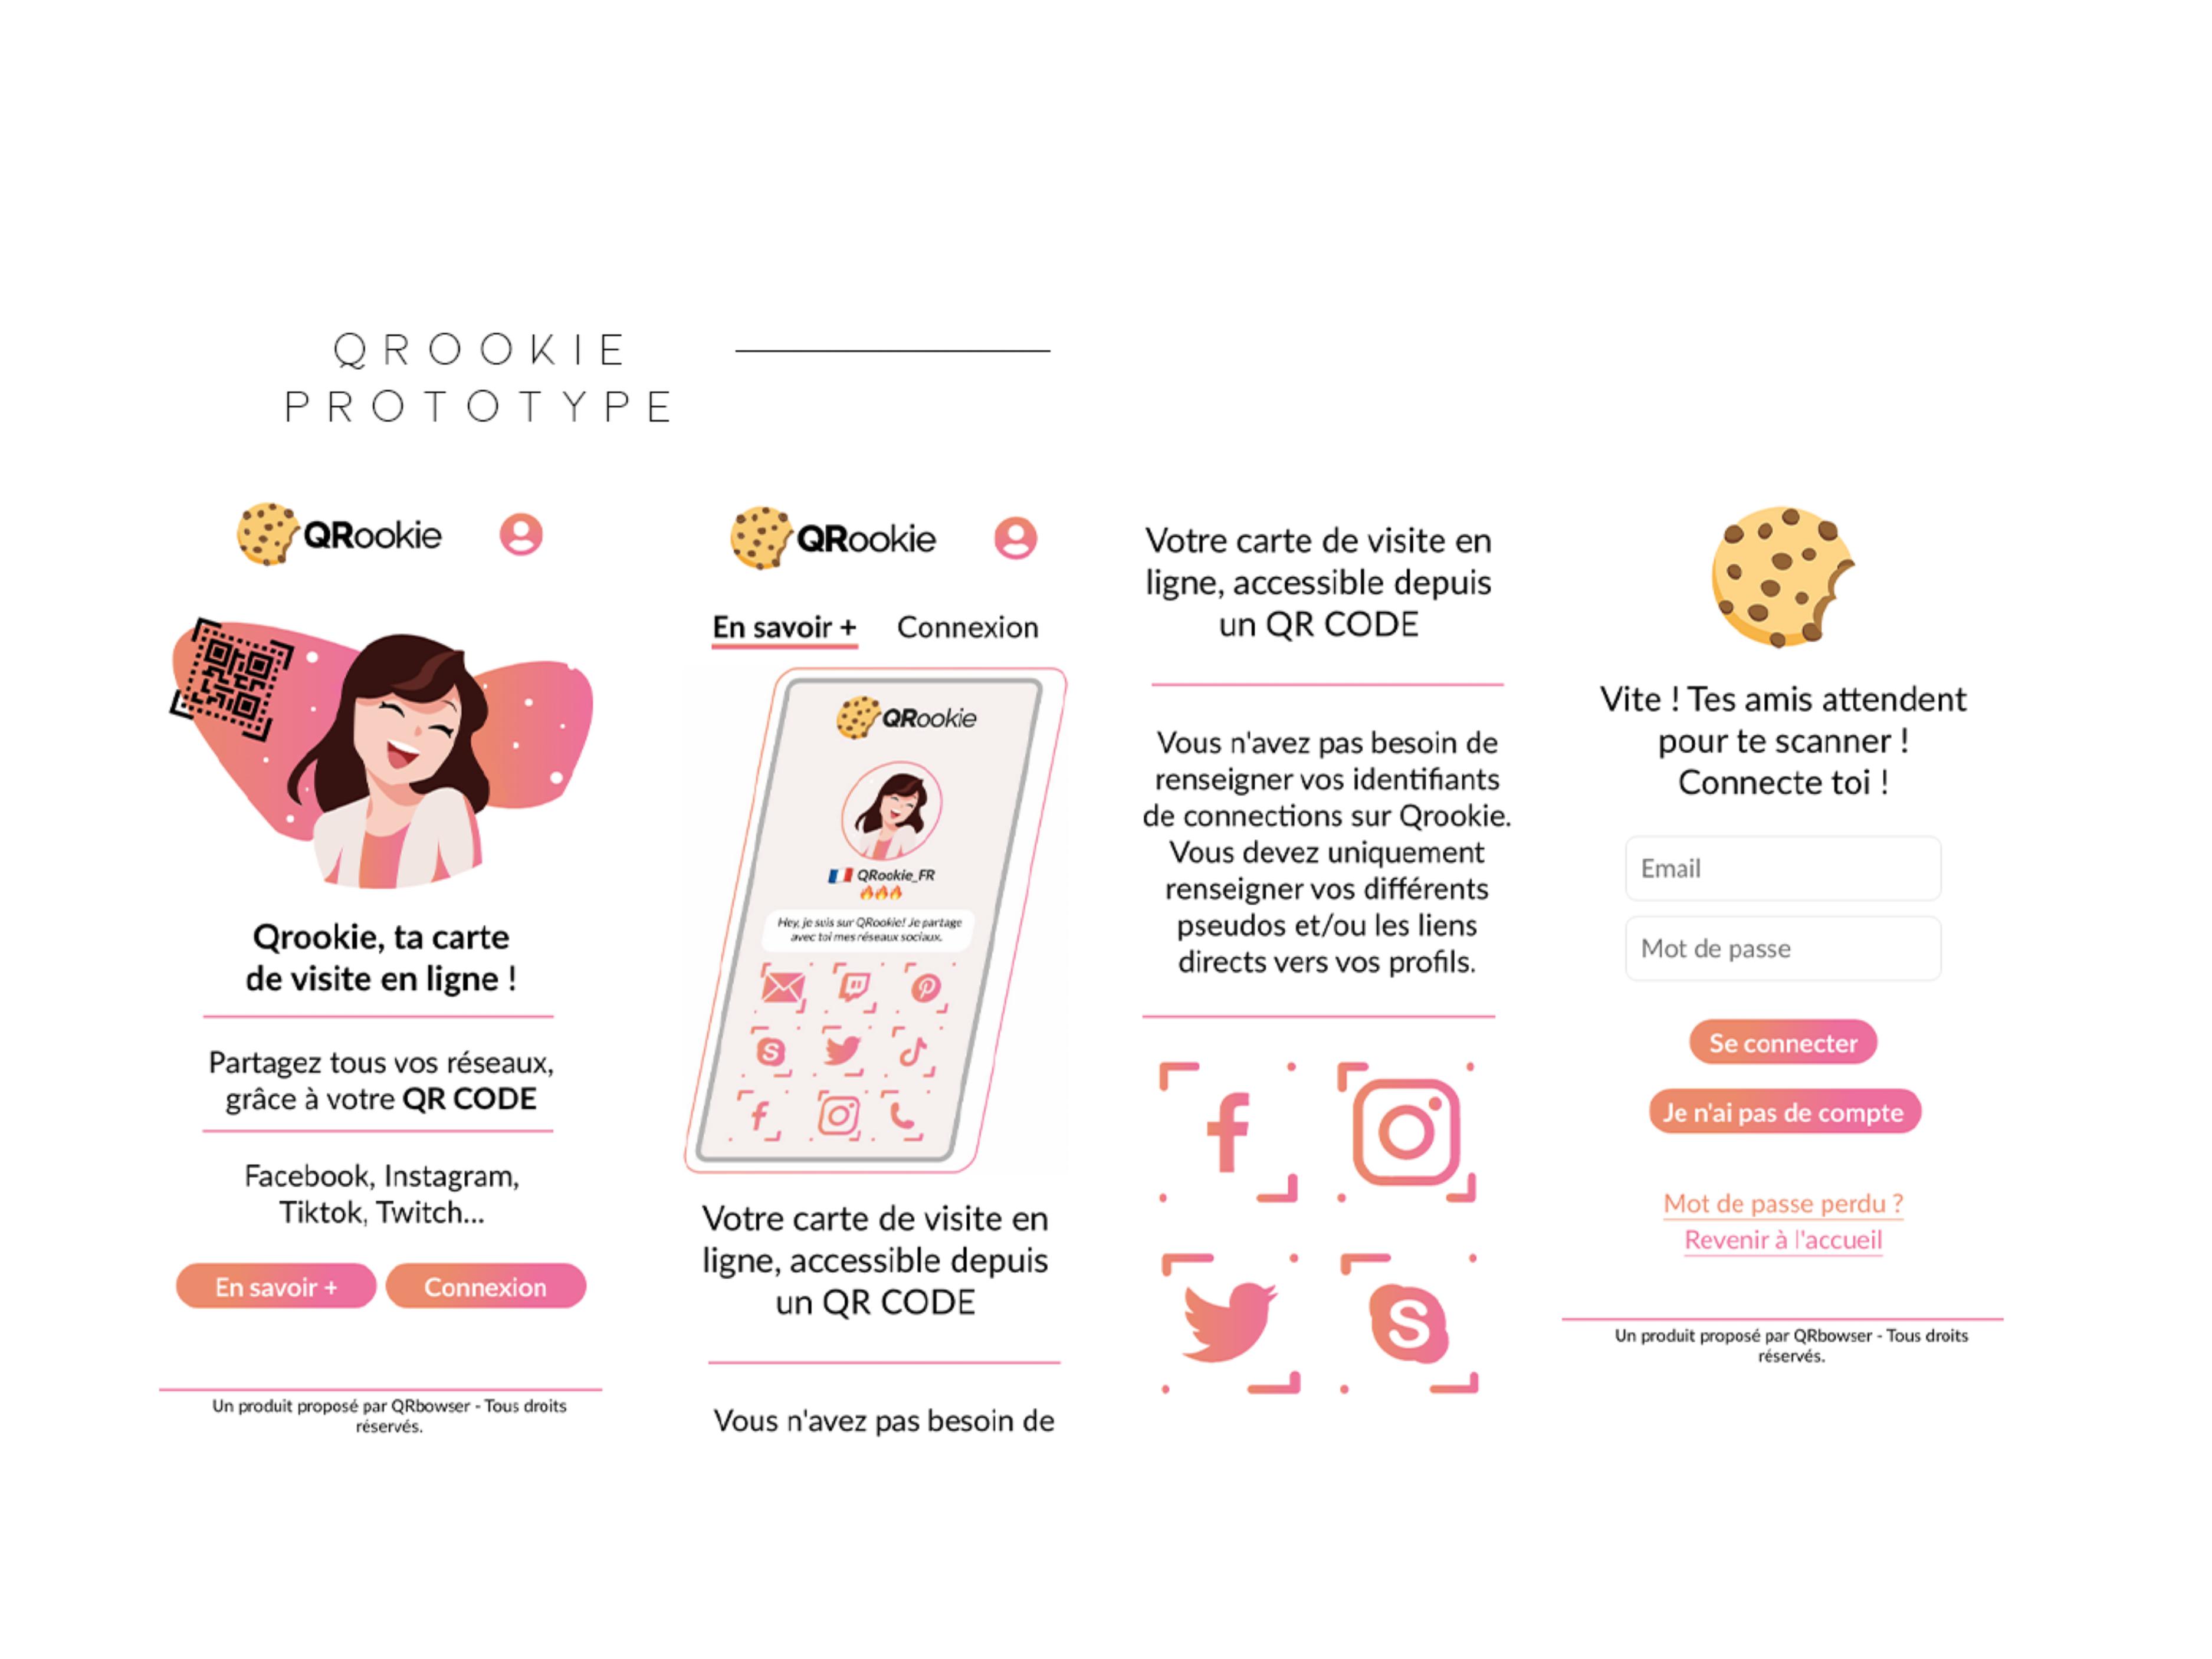 QROOKIE
PROTOTYPE
QRookie
Qrookie, ta carte
de visite en ligne !
Partagez tous vos réseaux,
grâce à votre QR CODE
Facebook, Instagram,
Tiktok, Twitch...
En savoir +
Connexion
Un produit proposé par QRbowser - Tous droits
réservés.
QRookie
En savoir +
Connexion
QRookie
QRookie_FR
Hey, je suis sur QRookie! Je partage
avec toi mes réseaux sociaux.
Votre carte de visite en
ligne, accessible depuis
un QR CODE
Vous n'avez pas besoin de
Votre carte de visite en
ligne, accessible depuis
un QR CODE
Vous n'avez pas besoin de
renseigner vos identifiants
de connections sur Qrookie.
Vous devez uniquement
renseigner vos différents
pseudos et/ou les liens
directs vers vos profils.
Vite ! Tes amis attendent
pour te scanner !
Connecte toi !
Email
Mot de passe
Se connecter
Je n'ai pas de compte
Mot de passe perdu ?
Revenir à l'accueil
Un produit proposé par QRbowser - Tous droits
réservés.